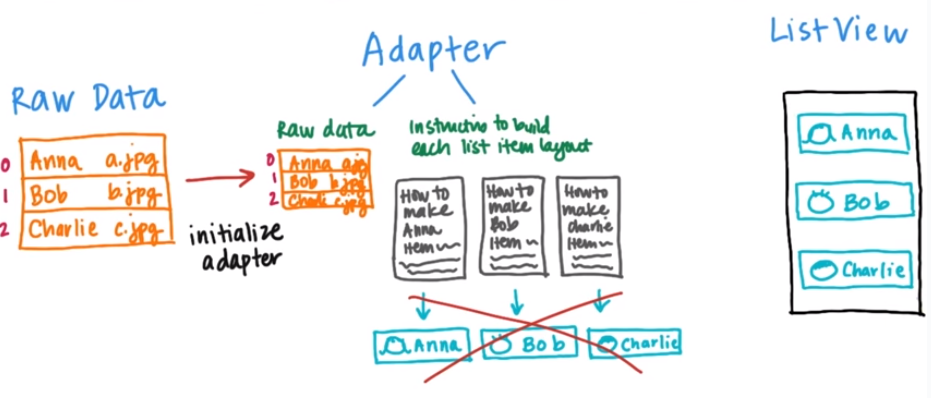 ListView
Adapter
Raw Data
Raw data
Instructins to build
each list item layout
0 Anna a.jpg
1 Bob b.jpg
2 Charlie c.jpg
initialize
adapter
0 Anna a.jpg
1 Bob b.jpg
2 Charlie c.jpg
How to
make
Anna
Item
How to
make
Bob
Item
How to
make
Charlie
Item
Anna
Bob
Charlie
Anna
Bob
Charlie